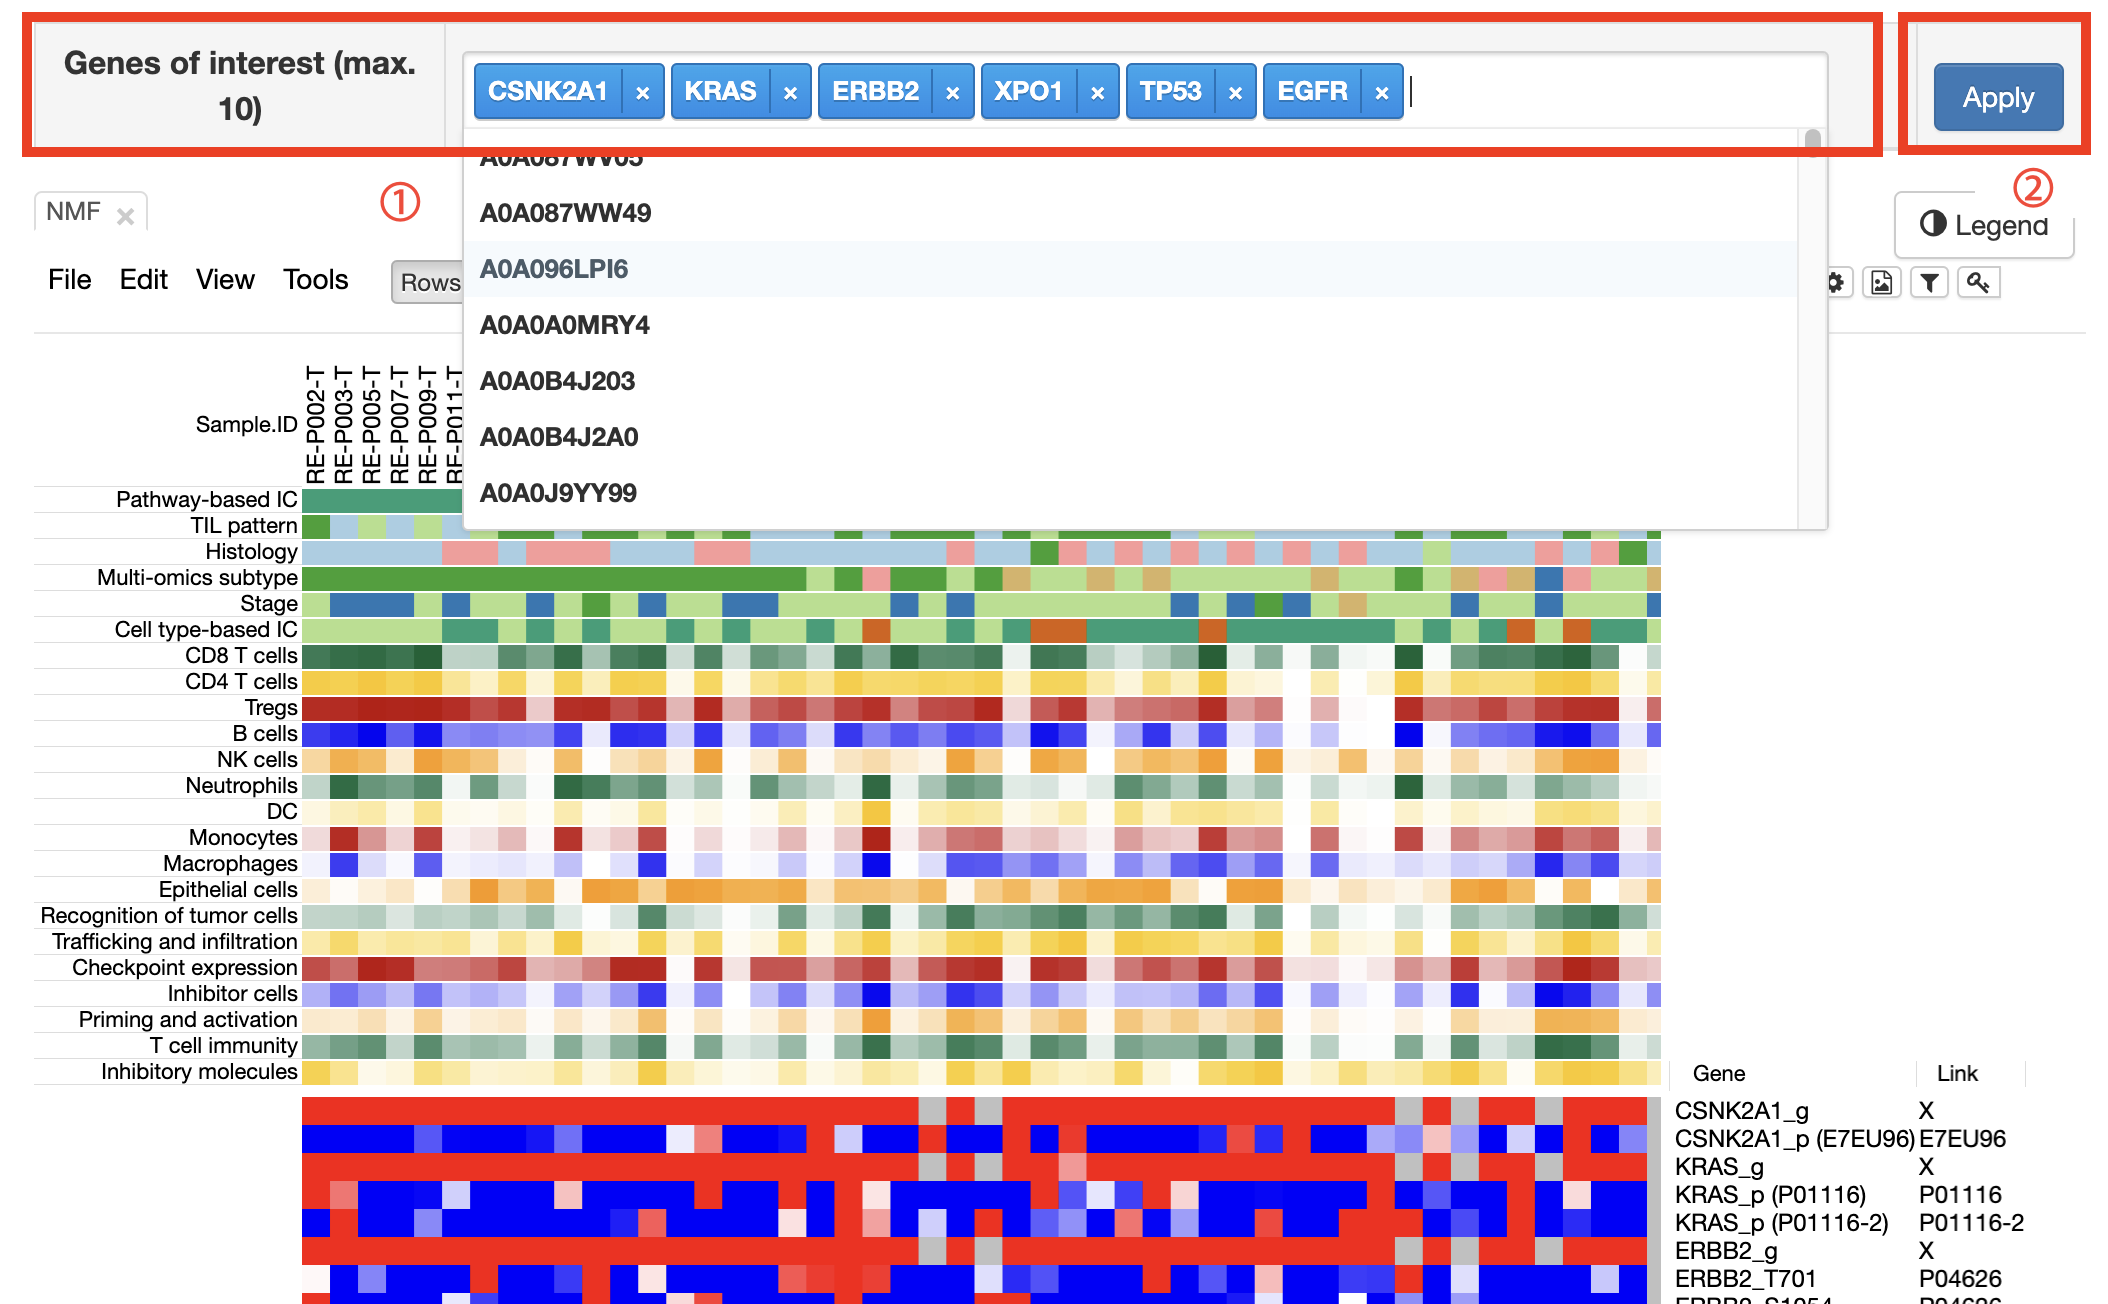 Genes of interest (max. 10)
CSNK2A1 × KRAS × ERBB2 × XPO1 × TP53 × EGFR ×
Apply
A0A087WV05
A0A087WW49
A0A096LPI6
A0A0A0MRY4
A0A0B4J203
A0A0B4J2A0
A0A0J9YY99
NMF ×
①
②
Legend
File Edit View Tools Rows
Sample.ID
RE-P002-T
RE-P003-T
RE-P005-T
RE-P007-T
RE-P009-T
RE-P011-T
Pathway-based IC
TIL pattern
Histology
Multi-omics subtype
Stage
Cell type-based IC
CD8 T cells
CD4 T cells
Tregs
B cells
NK cells
Neutrophils
DC
Monocytes
Macrophages
Epithelial cells
Recognition of tumor cells
Trafficking and infiltration
Checkpoint expression
Inhibitor cells
Priming and activation
T cell immunity
Inhibitory molecules
Gene Link
CSNK2A1_g X
CSNK2A1_p (E7EU96) E7EU96
KRAS_g X
KRAS_p (P01116) P01116
KRAS_p (P01116-2) P01116-2
ERBB2_g X
ERBB2_T701 P04626